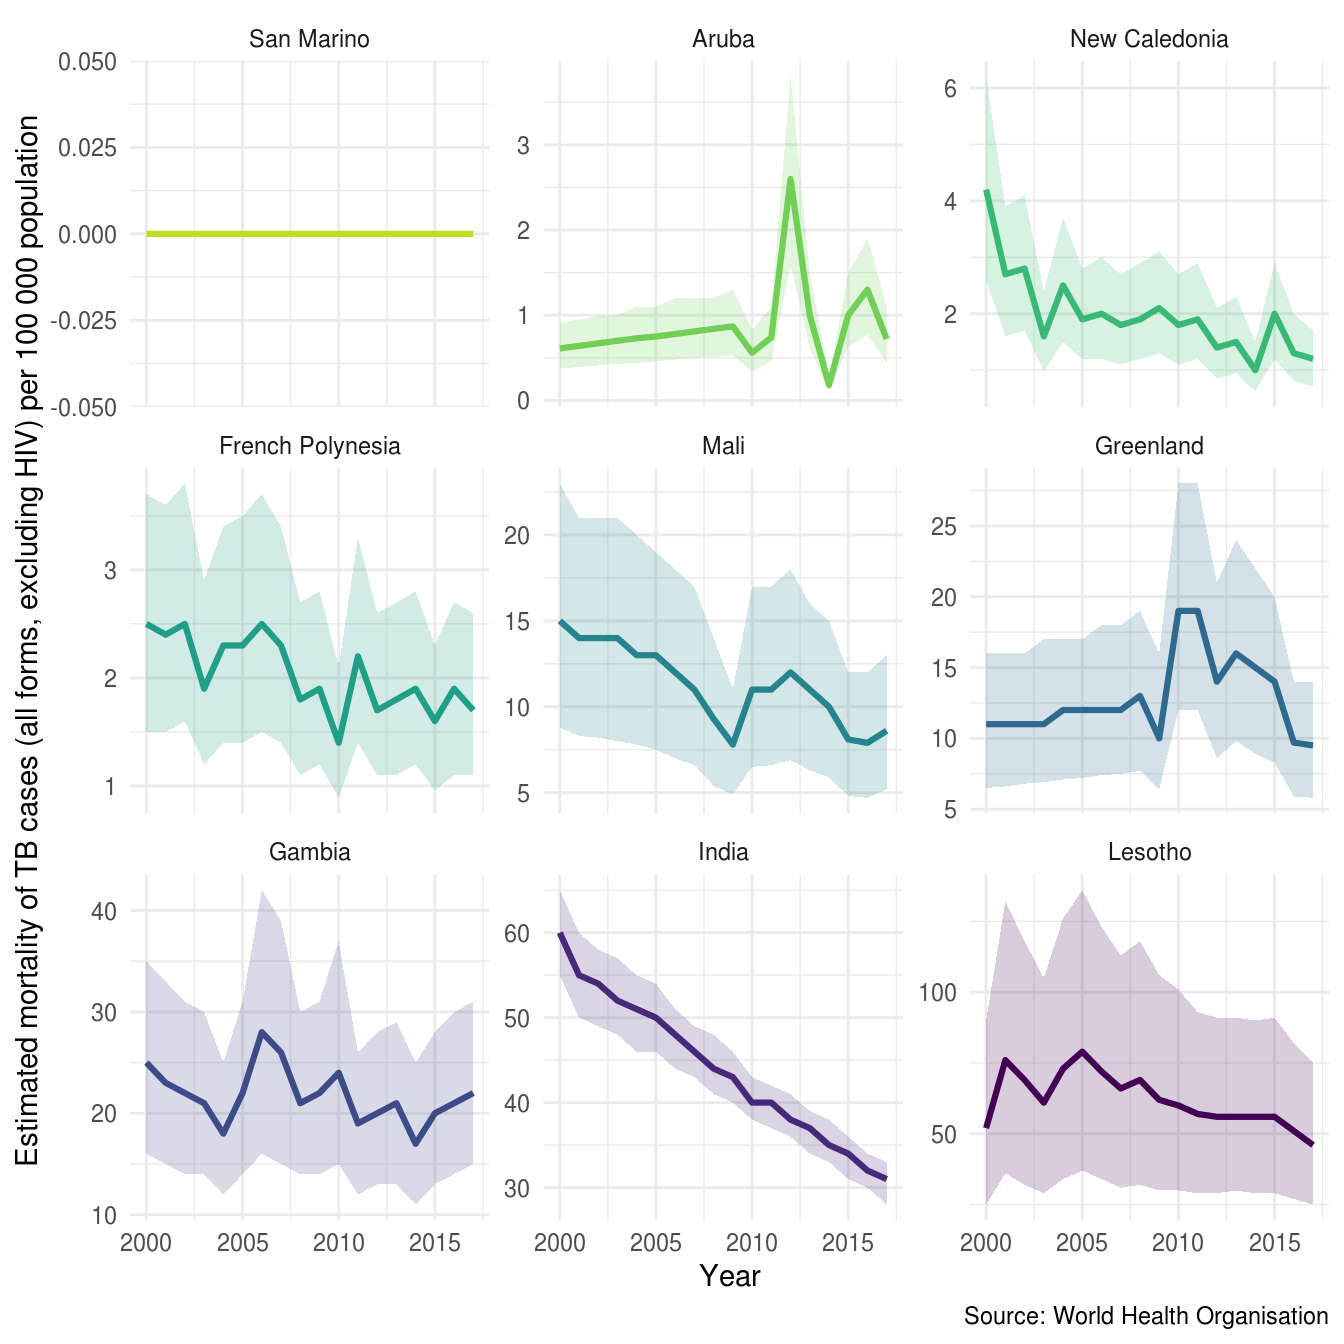 San Marino
Aruba
New Caledonia
0.050
0.025
0.000
-0.025
-0.050
3
2
1
0
6
4
2
French Polynesia
Mali
Greenland
3
2
1
20
15
10
5
25
20
15
10
5
Gambia
India
Lesotho
40
30
20
10
60
50
40
30
100
50
2000 2005 2010 2015
2000 2005 2010 2015
2000 2005 2010 2015
Year
Estimated mortality of TB cases (all forms, excluding HIV) per 100 000 population
Source: World Health Organisation